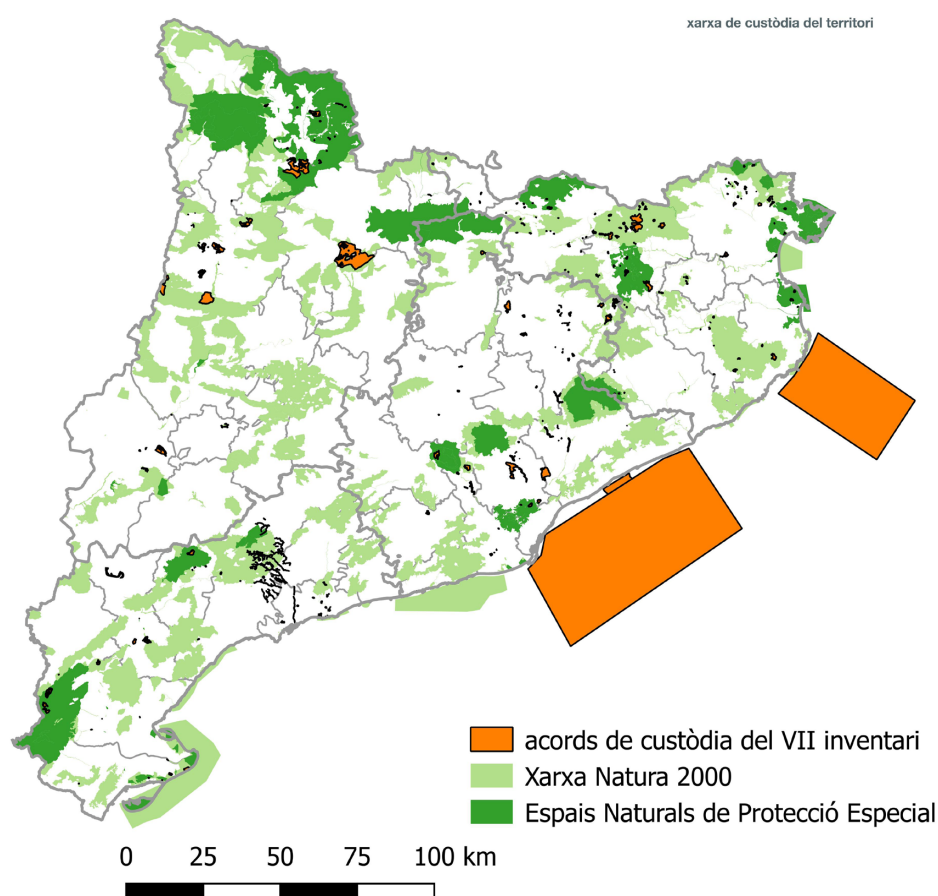 xarxa de custòdia del territori
acords de custòdia del VII inventari
Xarxa Natura 2000
Espais Naturals de Protecció Especial
0 25 50 75 100 km